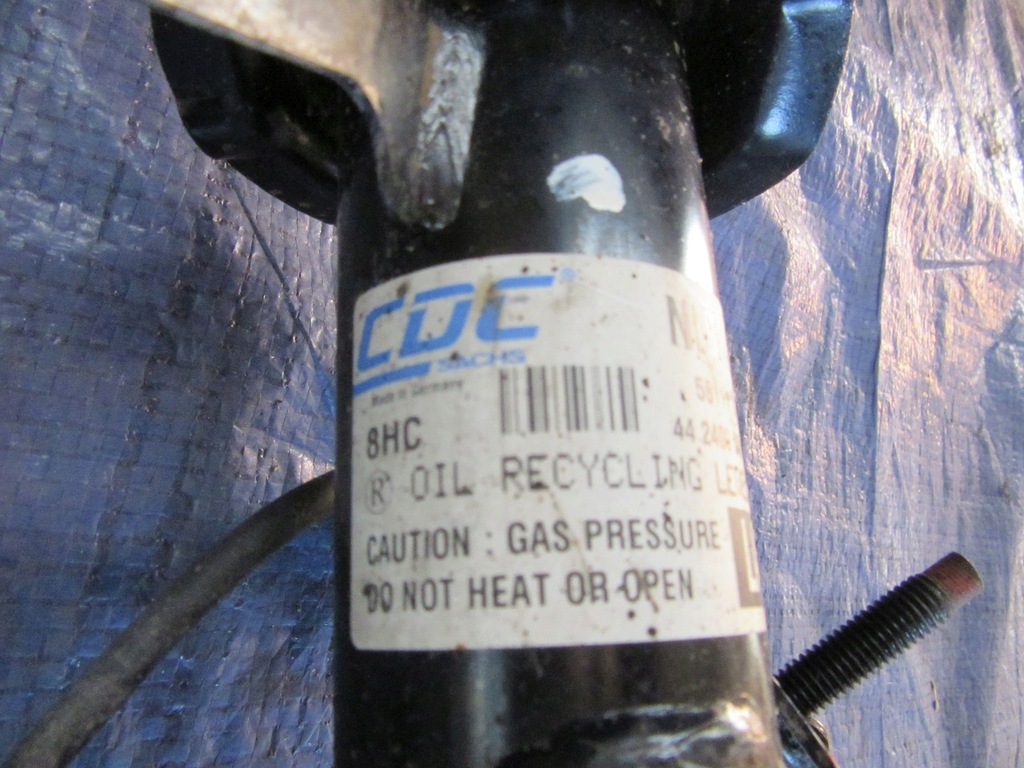 CDC®
SACHS
Made in Germany
8HC
® OIL RECYCLING
CAUTION : GAS PRESSURE
DO NOT HEAT OR OPEN